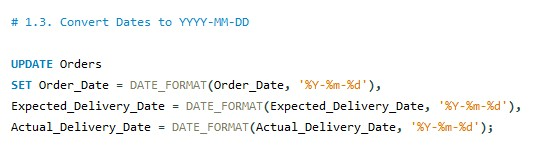 # 1.3. Convert Dates to YYYY-MM-DD
UPDATE Orders
SET Order_Date = DATE_FORMAT(Order_Date, '%Y-%m-%d'),
Expected_Delivery_Date = DATE_FORMAT(Expected_Delivery_Date, '%Y-%m-%d'),
Actual_Delivery_Date = DATE_FORMAT(Actual_Delivery_Date, '%Y-%m-%d');